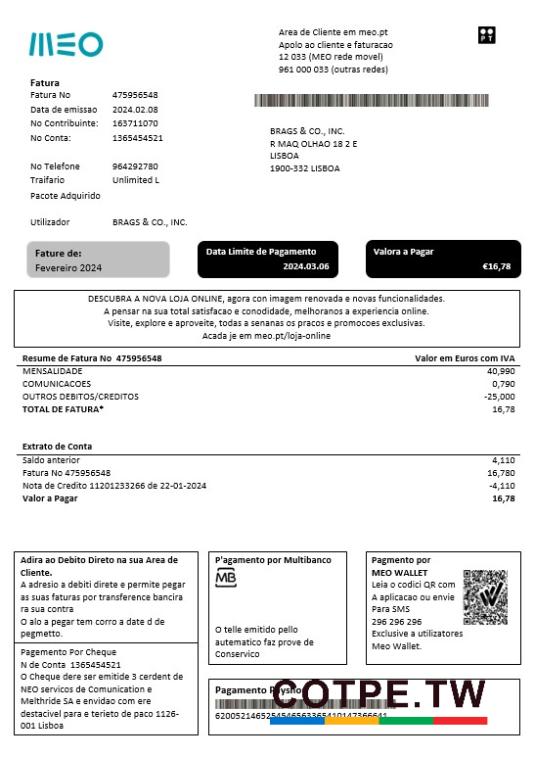 MEO
Area de Cliente em meo.pt
Apolo ao cliente e faturacao
12 033 (MEO rede movel)
961 000 033 (outras redes)
PT
Fatura
Fatura No 475956548
Data de emissao 2024.02.08
No Contribuinte: 163711070
No Conta: 1365454521
No Telefone 964292780
Traifario Unlimited L
Pacote Adquirido
Utilizador BRAGS & CO., INC.
BRAGS & CO., INC.
R MAQ OLHAO 18 2 E
LISBOA
1900-332 LISBOA
Fature de:
Fevereiro 2024
Data Limite de Pagamento
2024.03.06
Valora a Pagar
€16,78
DESCUBRA A NOVA LOJA ONLINE, agora con imagem renovada e novas funcionalidades.
A pensar na sua total satisfacao e conodidade, melhoranos a experiencia online.
Visite, explore e aproveite, todas a senanas os pracos e promocoes exclusivas.
Acada je em meo.pt/loja-online
Resume de Fatura No 475956548 Valor em Euros com IVA
MENSALIDADE 40,990
COMUNICACOES 0,790
OUTROS DEBITOS/CREDITOS -25,000
TOTAL DE FATURA* 16,78
Extrato de Conta
Saldo anterior 4,110
Fatura No 475956548 16,780
Nota de Credito 11201233266 de 22-01-2024 -4,110
Valor a Pagar 16,78
Adira ao Debito Direto na sua Area de
Cliente.
A adresio a debiti direte e permite pegar
as suas faturas por transference bancira
ra sua contra
O alo a pegar tem corro a date d de
pegmetto.
Pagemento Por Cheque
N de Conta 1365454521
O Cheque dere ser emitide 3 cerdent de
NEO servicos de Comunication e
Melthride SA e envidao com ere
destacivel para e terieto de paco 1126-
001 Lisboa
P'agamento por Multibanco
MB
O telle emitido pello
automatico faz prove de
Conservico
Pagmento por
MEO WALLET
Leia o codici QR com
A aplicacao ou envie
Para SMS
296 296 296
Exclusive a utilizadores
Meo Wallet.
Pagamento
COTPE.TW